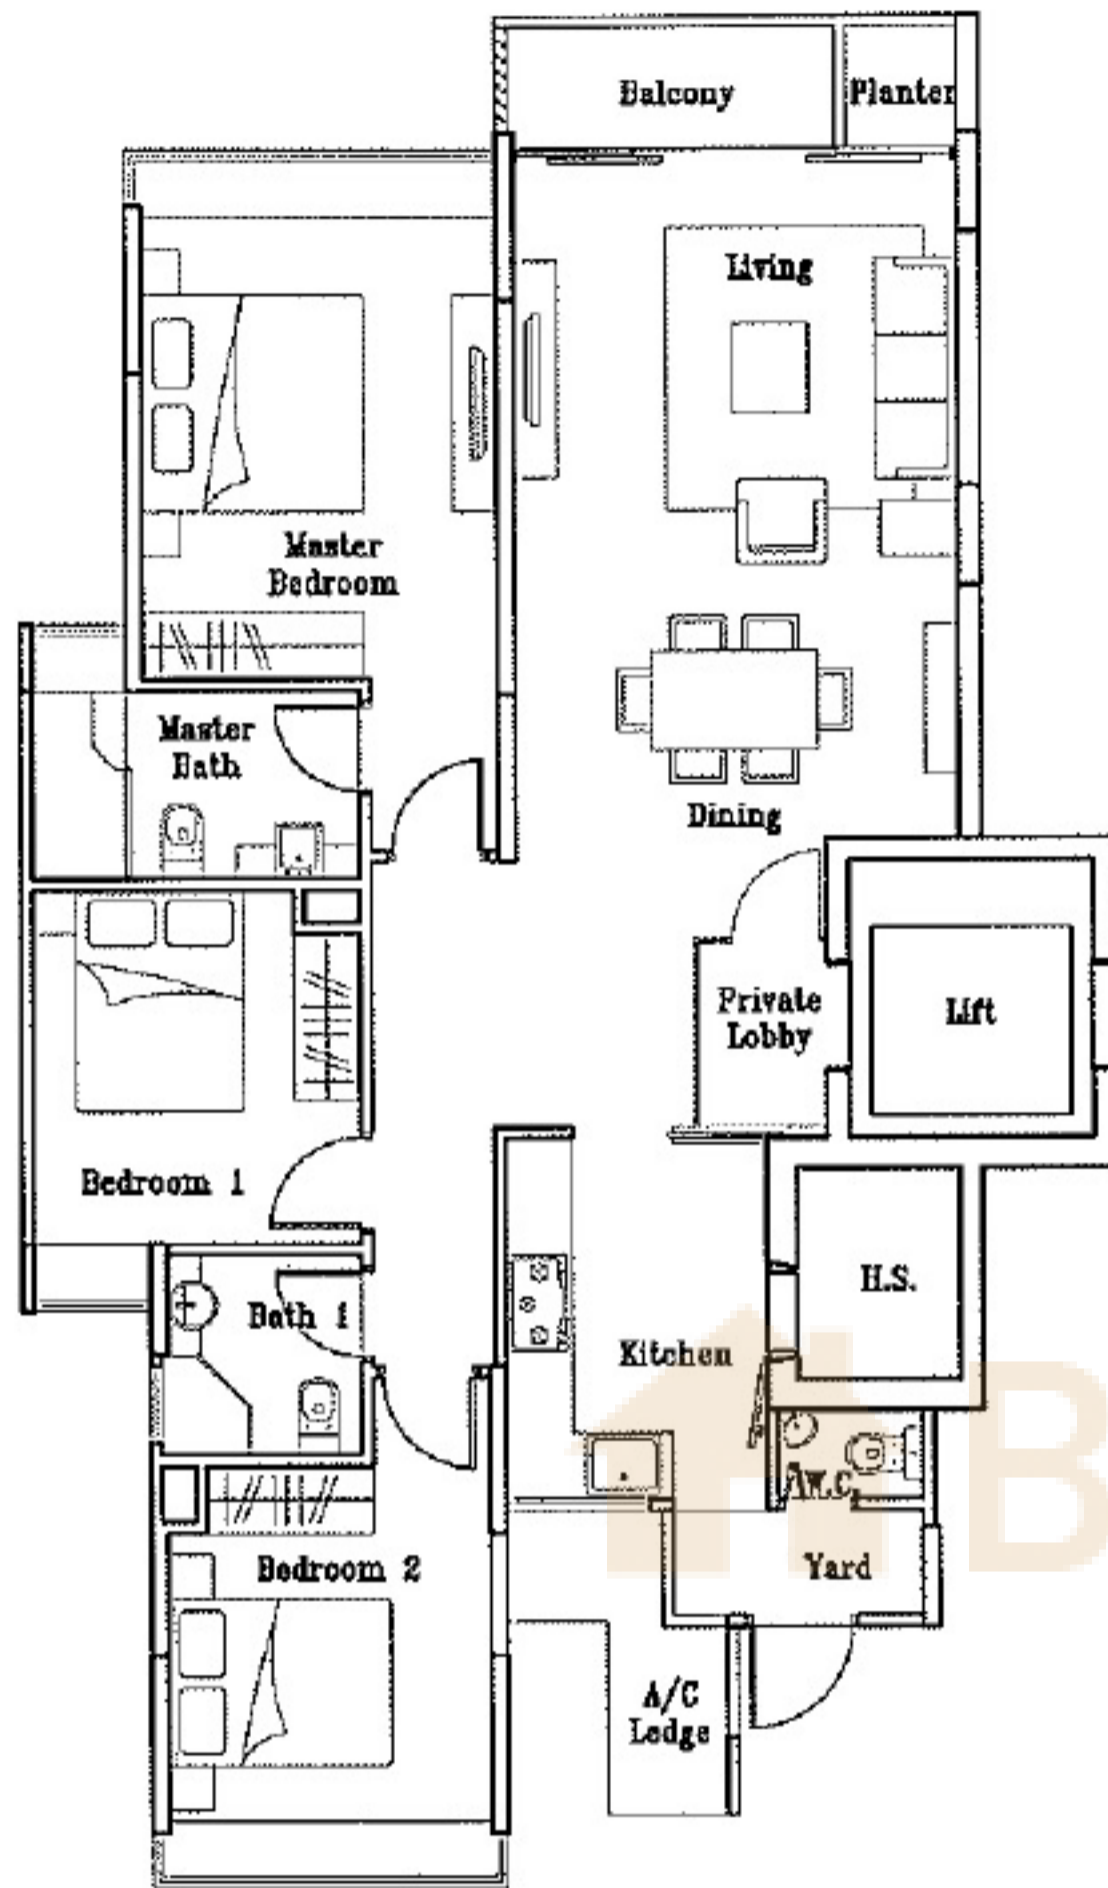 Balcony
Planter
Living
Master
Bedroom
Master
Bath
Dining
Private
Lobby
Lift
Bedroom 1
H.S.
Bath
Kitchen
W.C.
Bedroom 2
Yard
A/C
Ledge
B